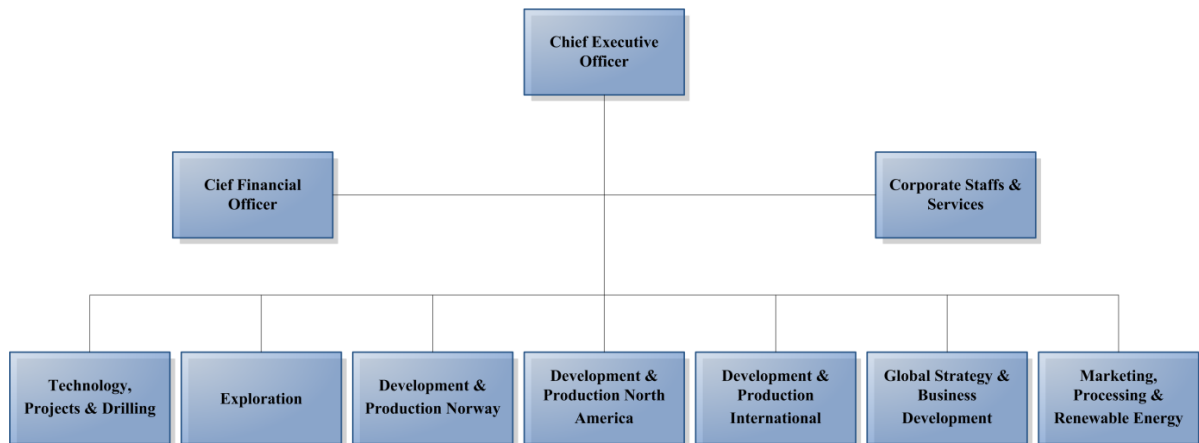 Chief Executive
Officer
Cief Financial
Officer
Corporate Staffs &
Services
Technology,
Projects & Drilling
Exploration
Development &
Production Norway
Development &
Production North
America
Development &
Production
International
Global Strategy &
Business
Development
Marketing,
Processing &
Renewable Energy